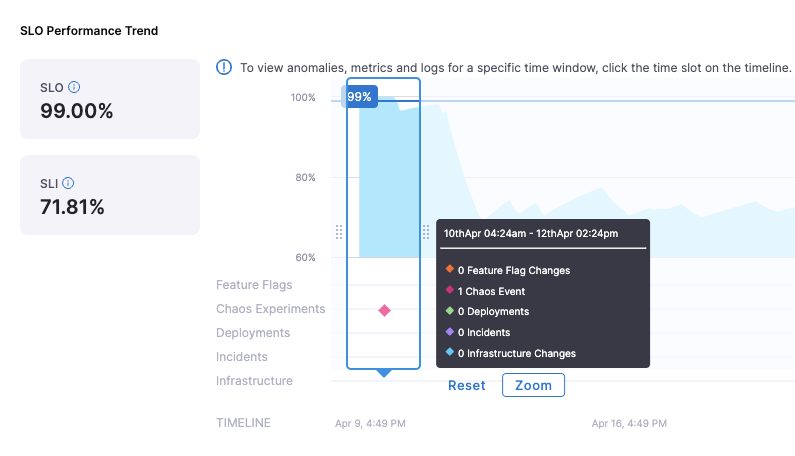 SLO Performance Trend
SLO
99.00%
SLI
71.81%
To view anomalies, metrics and logs for a specific time window, click the time slot on the timeline.
100%
99%
80%
60%
10thApr 04:24am - 12thApr 02:24pm
0 Feature Flag Changes
1 Chaos Event
0 Deployments
0 Incidents
0 Infrastructure Changes
Feature Flags
Chaos Experiments
Deployments
Incidents
Infrastructure
Reset
Zoom
TIMELINE
Apr 9, 4:49 PM
Apr 16, 4:49 PM